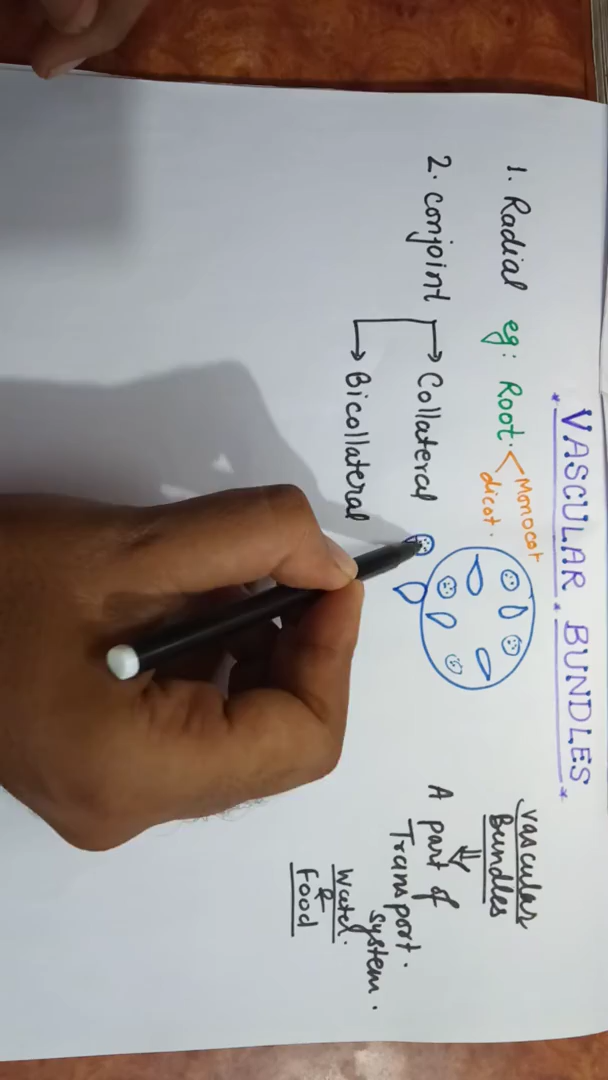 VASCULAR BUNDLES
1. Radial eg: Root. Monocot
dicot.
2. conjoint → Collateral
→ Bicollateral
Vascular
Bundles
A part of
Transport.
system.
Water.
&
Food